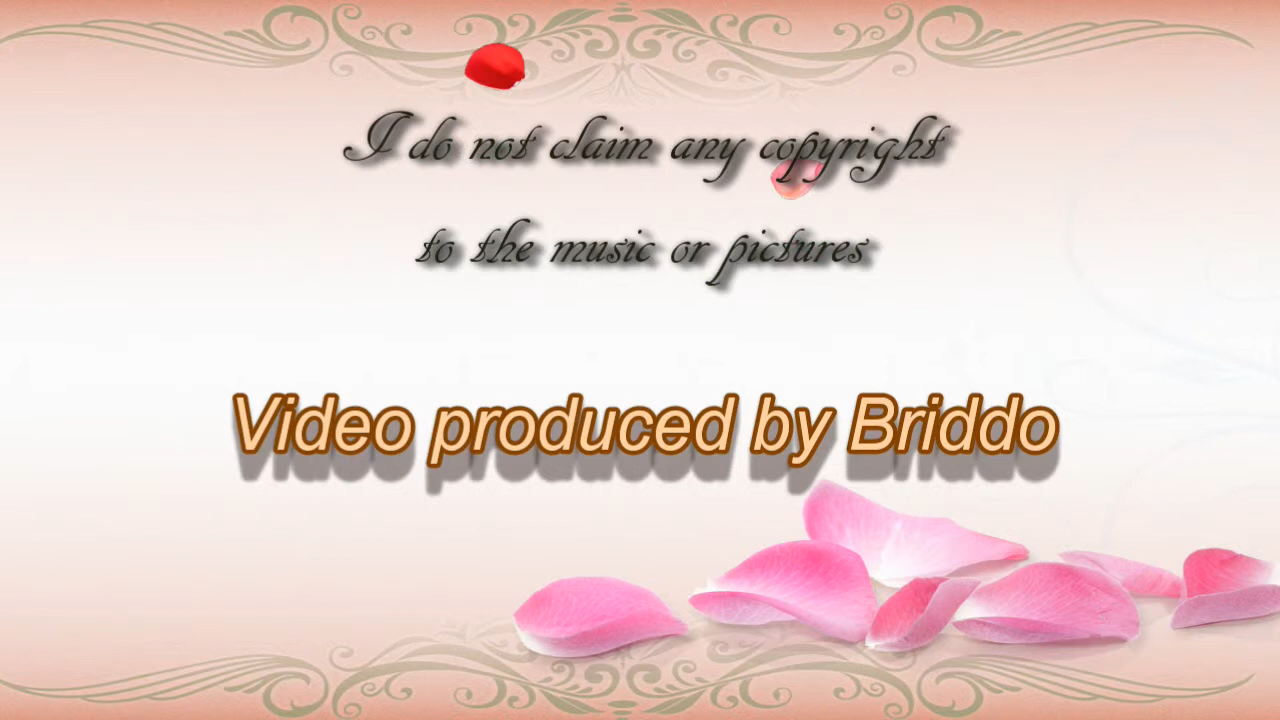 I do not claim any copyright
to the music or pictures
Video produced by Briddo